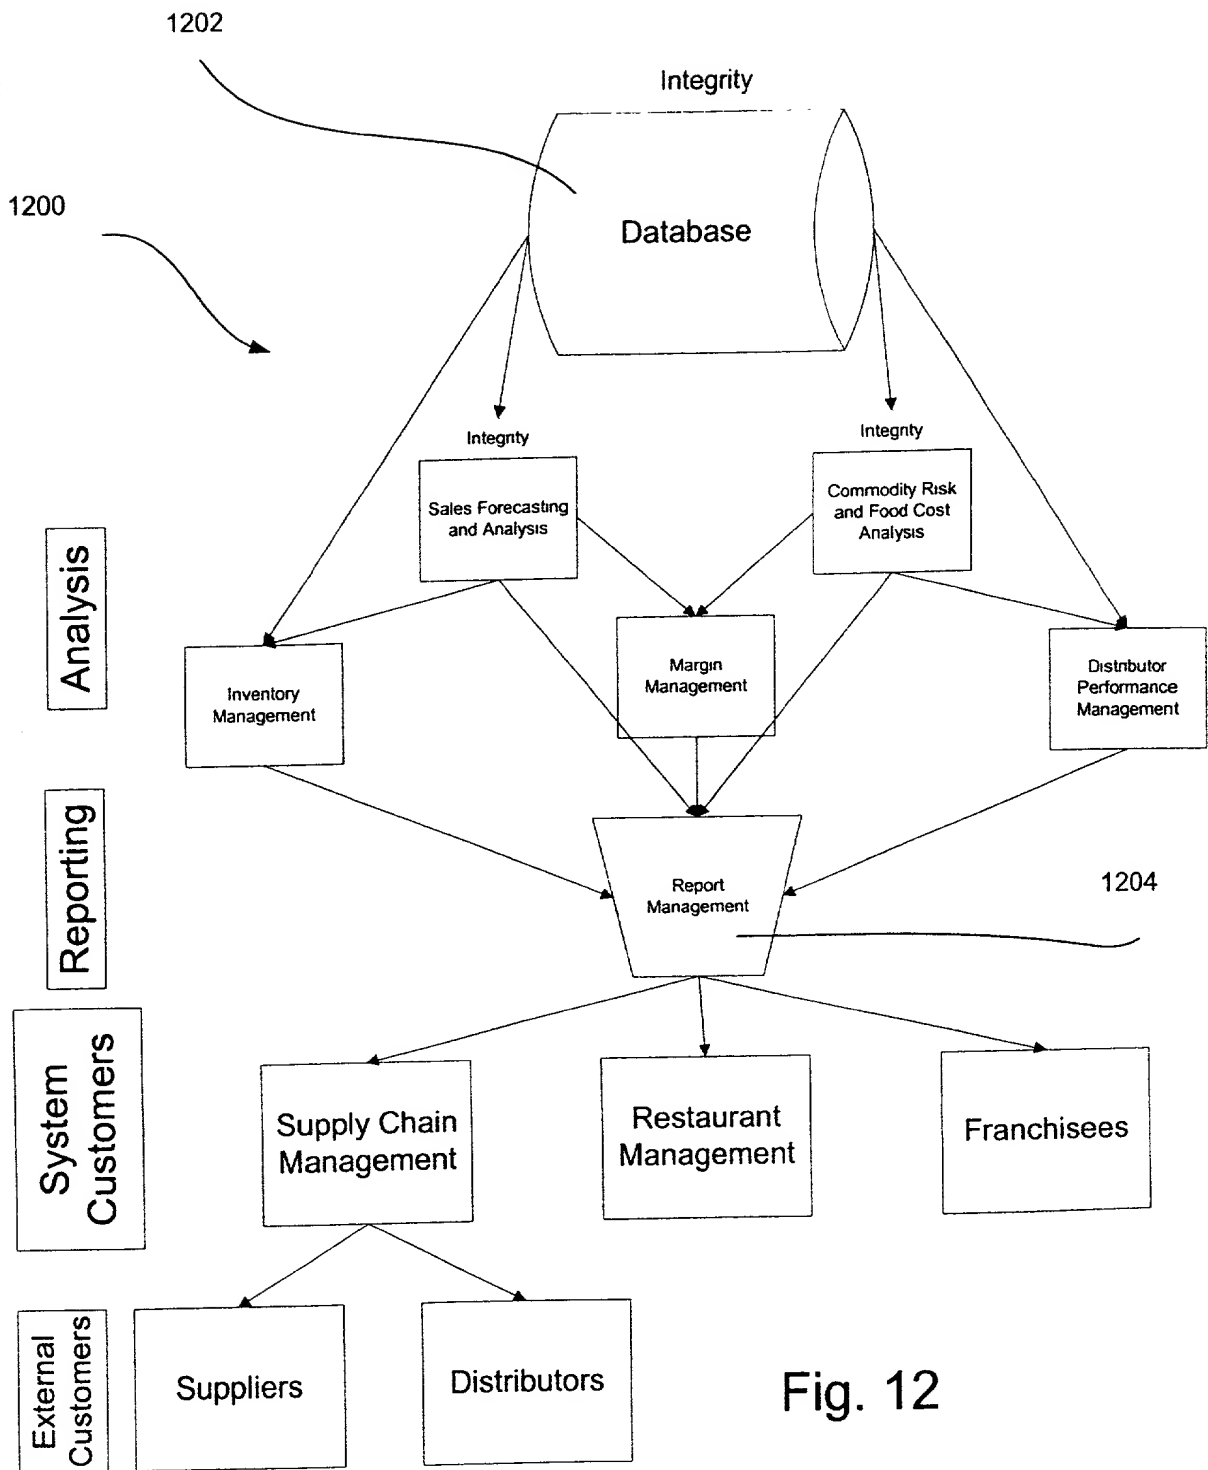 1202
Integrity
1200
Database
Integrity
Integrity
Sales Forecasting
and Analysis
Commodity Risk
and Food Cost
Analysis
Analysis
Inventory
Management
Margin
Management
Distributor
Performance
Management
Reporting
Report
Management
1204
System
Customers
Supply Chain
Management
Restaurant
Management
Franchisees
External
Customers
Suppliers
Distributors
Fig. 12